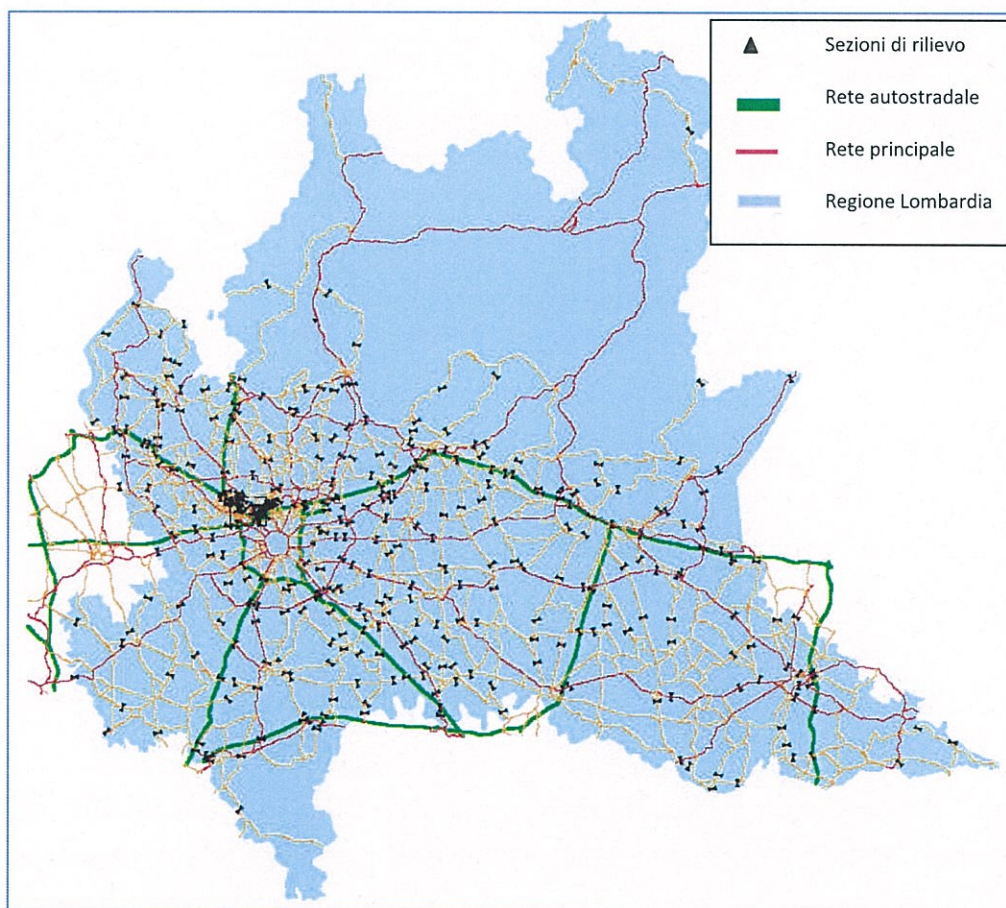 Sezioni di rilievo
Rete autostradale
Rete principale
Regione Lombardia